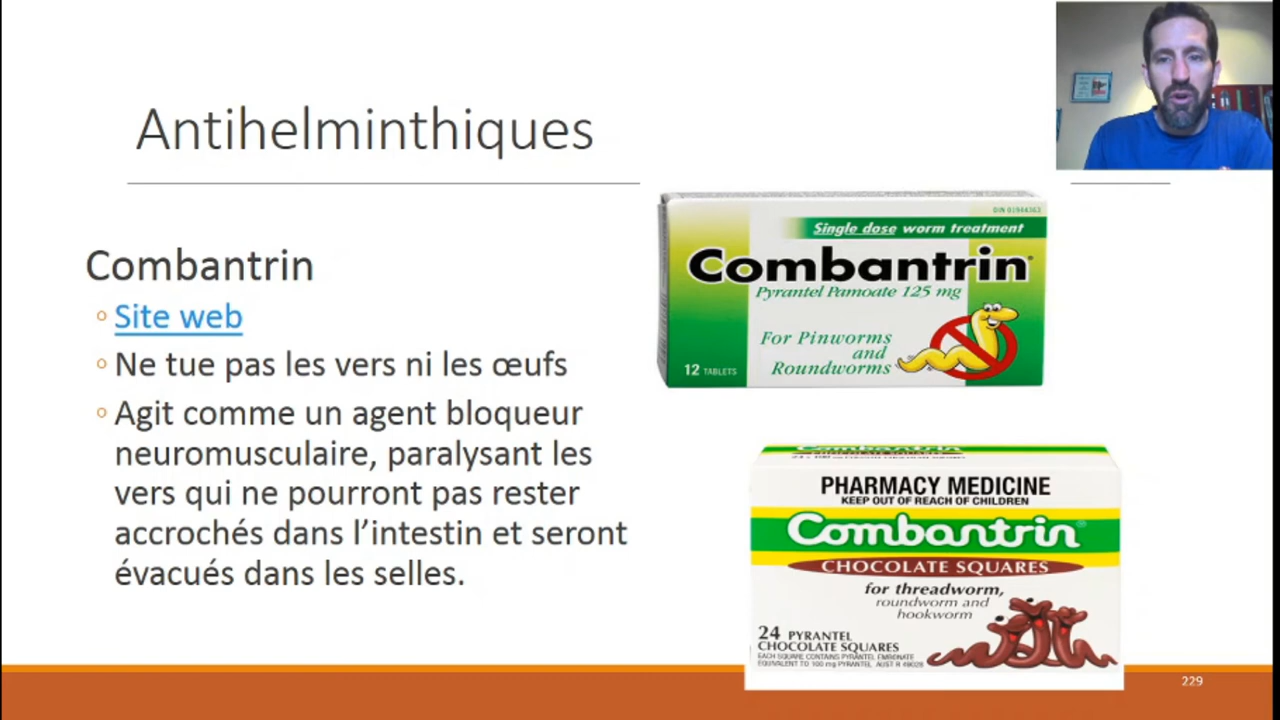 Antihelminthiques
Combantrin
Site web
Ne tue pas les vers ni les œufs
Agit comme un agent bloqueur
neuromusculaire, paralysant les
vers qui ne pourront pas rester
accrochés dans l’intestin et seront
évacués dans les selles.
DIN 01944363
Single dose worm treatment
Combantrin
Pyrantel Pamoate 125 mg
For Pinworms
and
Roundworms
12 TABLETS
Combantrin
CHOCOLATE SQUARES
PHARMACY MEDICINE
KEEP OUT OF REACH OF CHILDREN
Combantrin
CHOCOLATE SQUARES
for threadworm,
roundworm and
hookworm
24 PYRANTEL
CHOCOLATE SQUARES
EACH SQUARE CONTAINS PYRANTEL EMBONATE
EQUIVALENT TO 100 mg PYRANTEL AUST R 49028
229